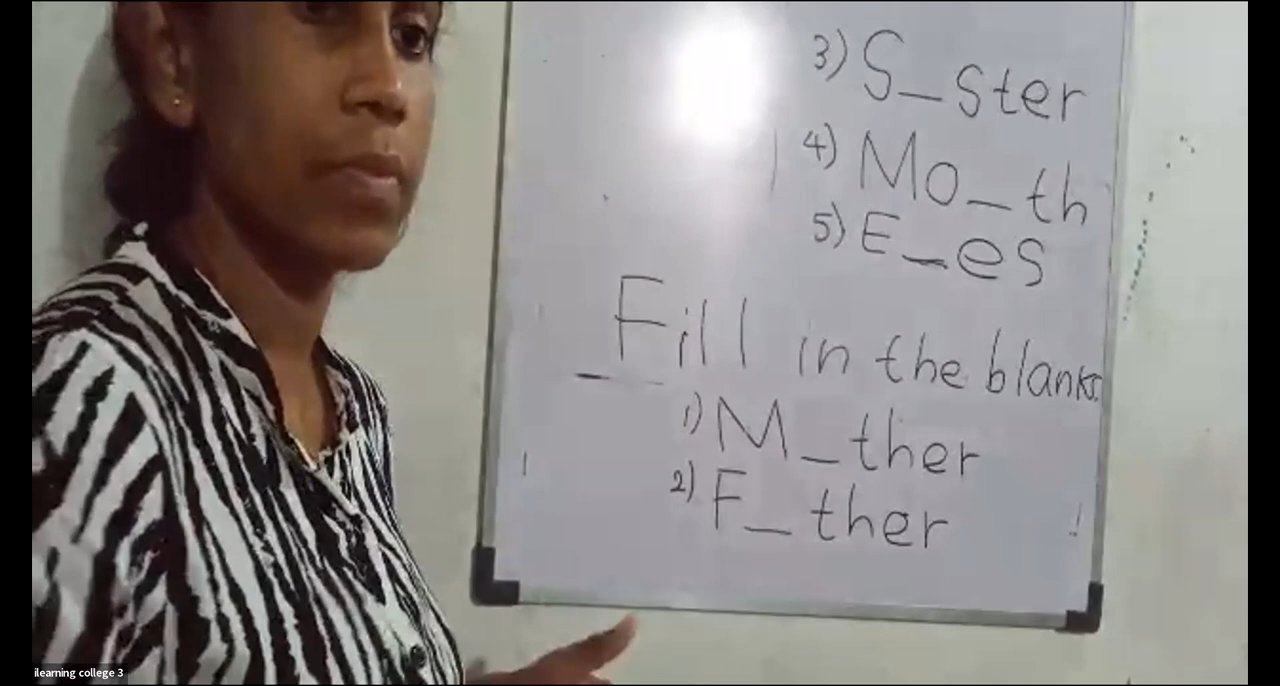 3) S_ster
4) Mo_th
5) E_es
Fill in the blanks.
1) M_ther
2) F_ther
ilearning college 3